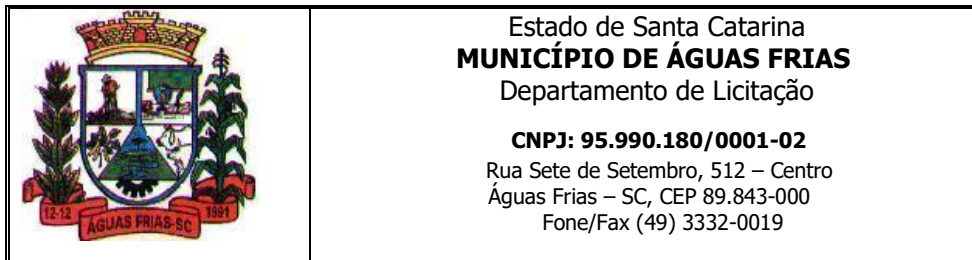 Estado de Santa Catarina
MUNICÍPIO DE ÁGUAS FRIAS
Departamento de Licitação
CNPJ: 95.990.180/0001-02
Rua Sete de Setembro, 512 – Centro
Águas Frias – SC, CEP 89.843-000
Fone/Fax (49) 3332-0019
12-12
ÁGUAS FRIAS-SC
1991